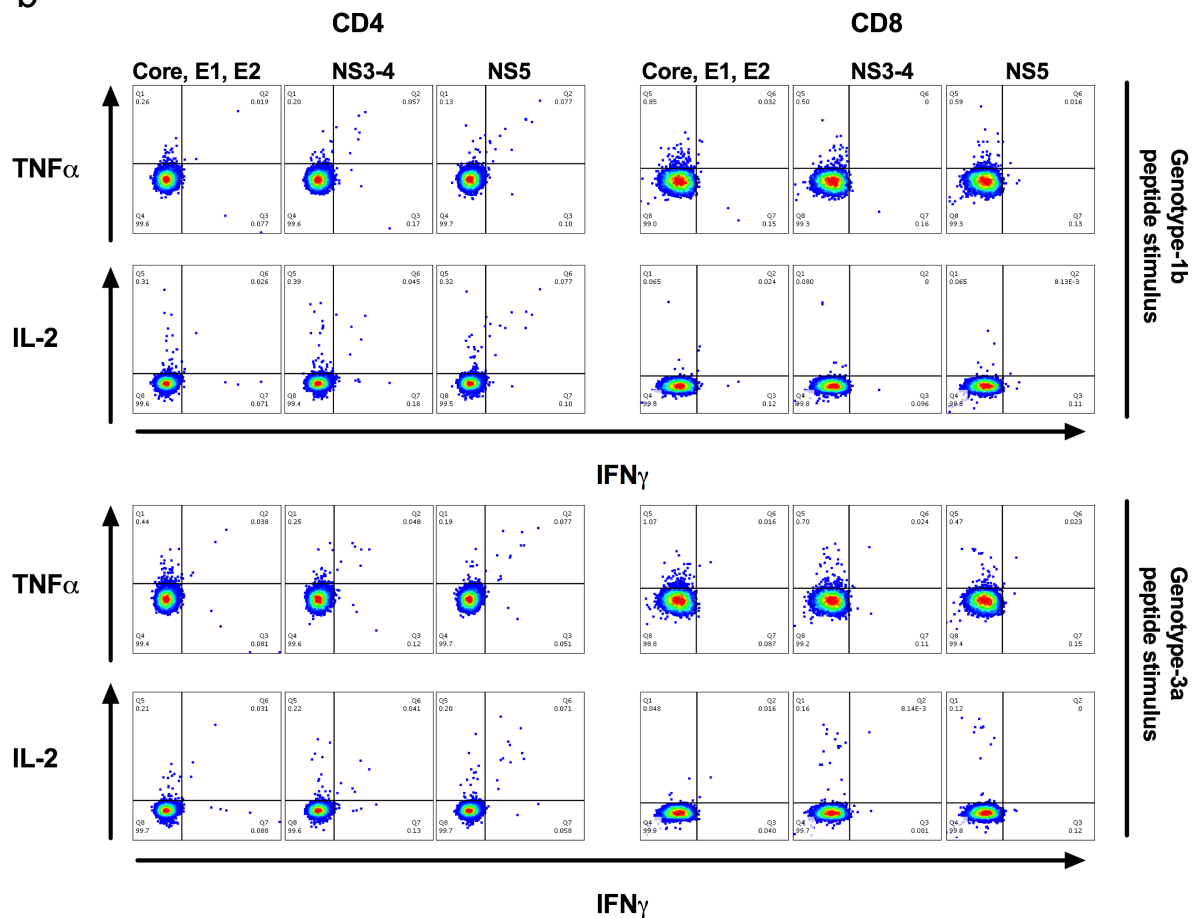 CD4 CD8
Core, E1, E2 NS3-4 NS5 Core, E1, E2 NS3-4 NS5
TNFα
Q1 0.26 Q2 0.019 Q4 99.6 Q3 0.077
Q1 0.20 Q2 0.057 Q4 99.6 Q3 0.17
Q1 0.13 Q2 0.077 Q4 99.7 Q3 0.10
Q5 0.85 Q6 0.032 Q8 99.0 Q7 0.15
Q5 0.50 Q6 0 Q8 99.3 Q7 0.16
Q5 0.59 Q6 0.016 Q8 99.3 Q7 0.13
IL-2
Q5 0.31 Q6 0.026 Q8 99.6 Q7 0.071
Q5 0.39 Q6 0.045 Q8 99.4 Q7 0.18
Q5 0.32 Q6 0.077 Q8 99.5 Q7 0.10
Q1 0.065 Q2 0.024 Q4 99.8 Q3 0.12
Q1 0.080 Q2 0 Q4 99.8 Q3 0.096
Q1 0.065 Q2 8.13E-3 Q4 99.8 Q3 0.11
Genotype-1b
peptide stimulus
IFNγ
TNFα
Q1 0.44 Q2 0.038 Q4 99.4 Q3 0.081
Q1 0.25 Q2 0.048 Q4 99.6 Q3 0.12
Q1 0.19 Q2 0.077 Q4 99.7 Q3 0.051
Q5 1.07 Q6 0.016 Q8 98.8 Q7 0.087
Q5 0.70 Q6 0.024 Q8 99.2 Q7 0.11
Q5 0.47 Q6 0.023 Q8 99.4 Q7 0.15
IL-2
Q5 0.21 Q6 0.031 Q8 99.7 Q7 0.088
Q5 0.22 Q6 0.041 Q8 99.6 Q7 0.13
Q5 0.20 Q6 0.071 Q8 99.7 Q7 0.058
Q1 0.048 Q2 0.016 Q4 99.9 Q3 0.040
Q1 0.16 Q2 8.14E-3 Q4 99.7 Q3 0.081
Q1 0.12 Q2 0 Q4 99.8 Q3 0.12
Genotype-3a
peptide stimulus
IFNγ